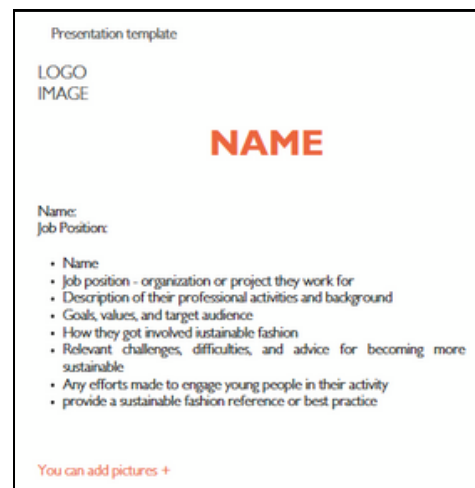 Presentation template
LOGO
IMAGE
NAME
Name:
Job Position:
• Name
• Job position - organization or project they work for
• Description of their professional activities and background
• Goals, values, and target audience
• How they got involved iustainable fashion
• Relevant challenges, difficulties, and advice for becoming more
sustainable
• Any efforts made to engage young people in their activity
• provide a sustainable fashion reference or best practice
You can add pictures +